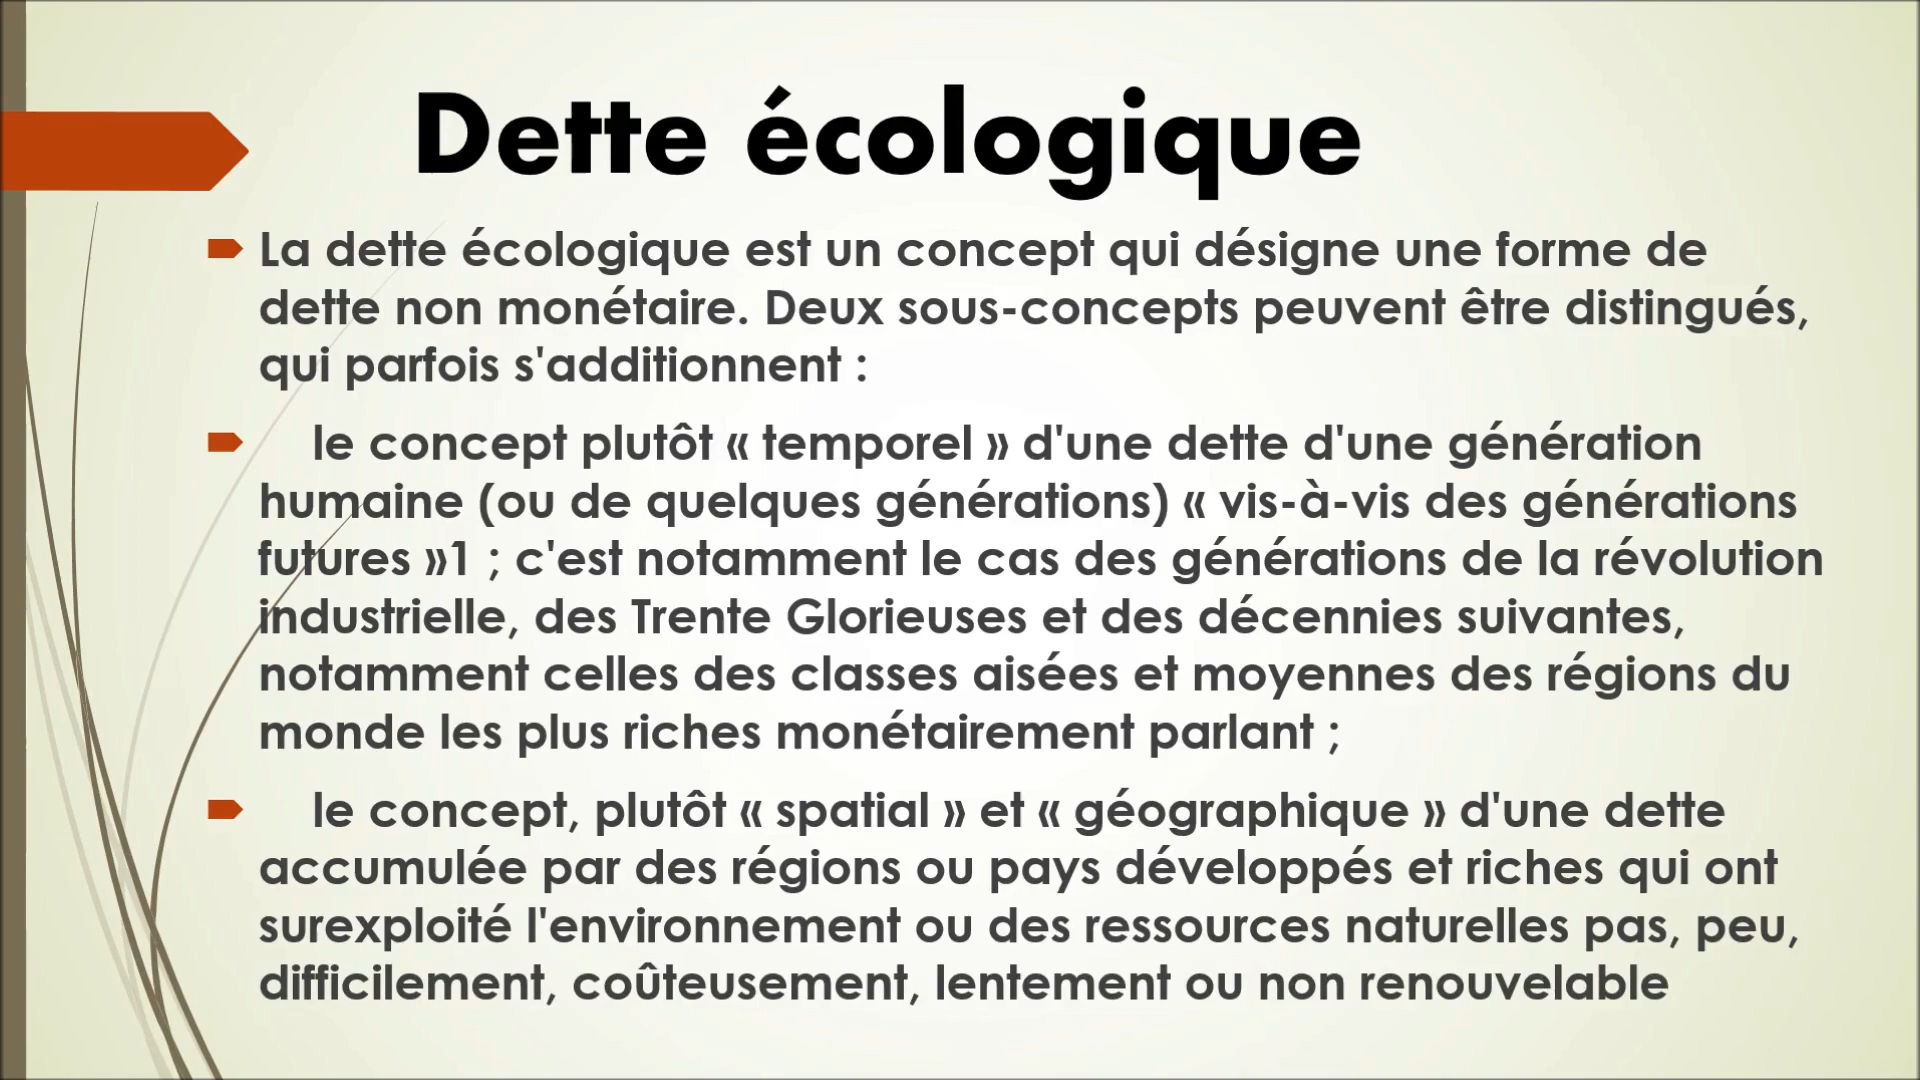 Dette écologique
La dette écologique est un concept qui désigne une forme de
dette non monétaire. Deux sous-concepts peuvent être distingués,
qui parfois s'additionnent :
le concept plutôt « temporel » d'une dette d'une génération
humaine (ou de quelques générations) « vis-à-vis des générations
futures »1 ; c'est notamment le cas des générations de la révolution
industrielle, des Trente Glorieuses et des décennies suivantes,
notamment celles des classes aisées et moyennes des régions du
monde les plus riches monétairement parlant ;
le concept, plutôt « spatial » et « géographique » d'une dette
accumulée par des régions ou pays développés et riches qui ont
surexploité l'environnement ou des ressources naturelles pas, peu,
difficilement, coûteusement, lentement ou non renouvelable